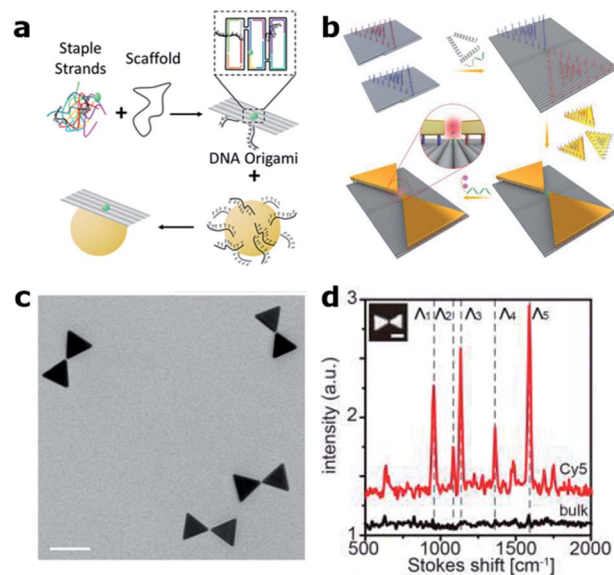 a
Staple
Strands
Scaffold
+
DNA Origami
+
b
c
d
intensity (a.u.)
3
2
1
Λ1
Λ2
Λ3
Λ4
Λ5
Cy5
bulk
500
1000
1500
2000
Stokes shift [cm⁻¹]